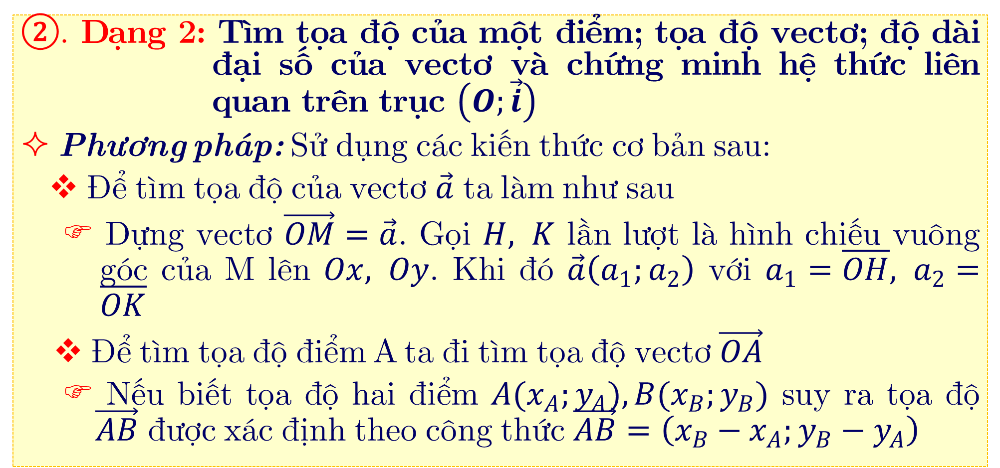 ②. Dạng 2: Tìm tọa độ của một điểm; tọa độ vectơ; độ dài
đại số của vectơ và chứng minh hệ thức liên
quan trên trục $(O;\vec{i})$
✧ Phương pháp: Sử dụng các kiến thức cơ bản sau:
❖ Để tìm tọa độ của vectơ $\vec{a}$ ta làm như sau
☞ Dựng vectơ $\overrightarrow{OM} = \vec{a}$. Gọi $H$, $K$ lần lượt là hình chiếu vuông
góc của M lên $Ox$, $Oy$. Khi đó $\vec{a}(a_1; a_2)$ với $a_1 = \overline{OH}$, $a_2 =$
$\overline{OK}$
❖ Để tìm tọa độ điểm A ta đi tìm tọa độ vectơ $\overrightarrow{OA}$
☞ Nếu biết tọa độ hai điểm $A(x_A; y_A), B(x_B; y_B)$ suy ra tọa độ
$\overrightarrow{AB}$ được xác định theo công thức $\overrightarrow{AB} = (x_B - x_A; y_B - y_A)$